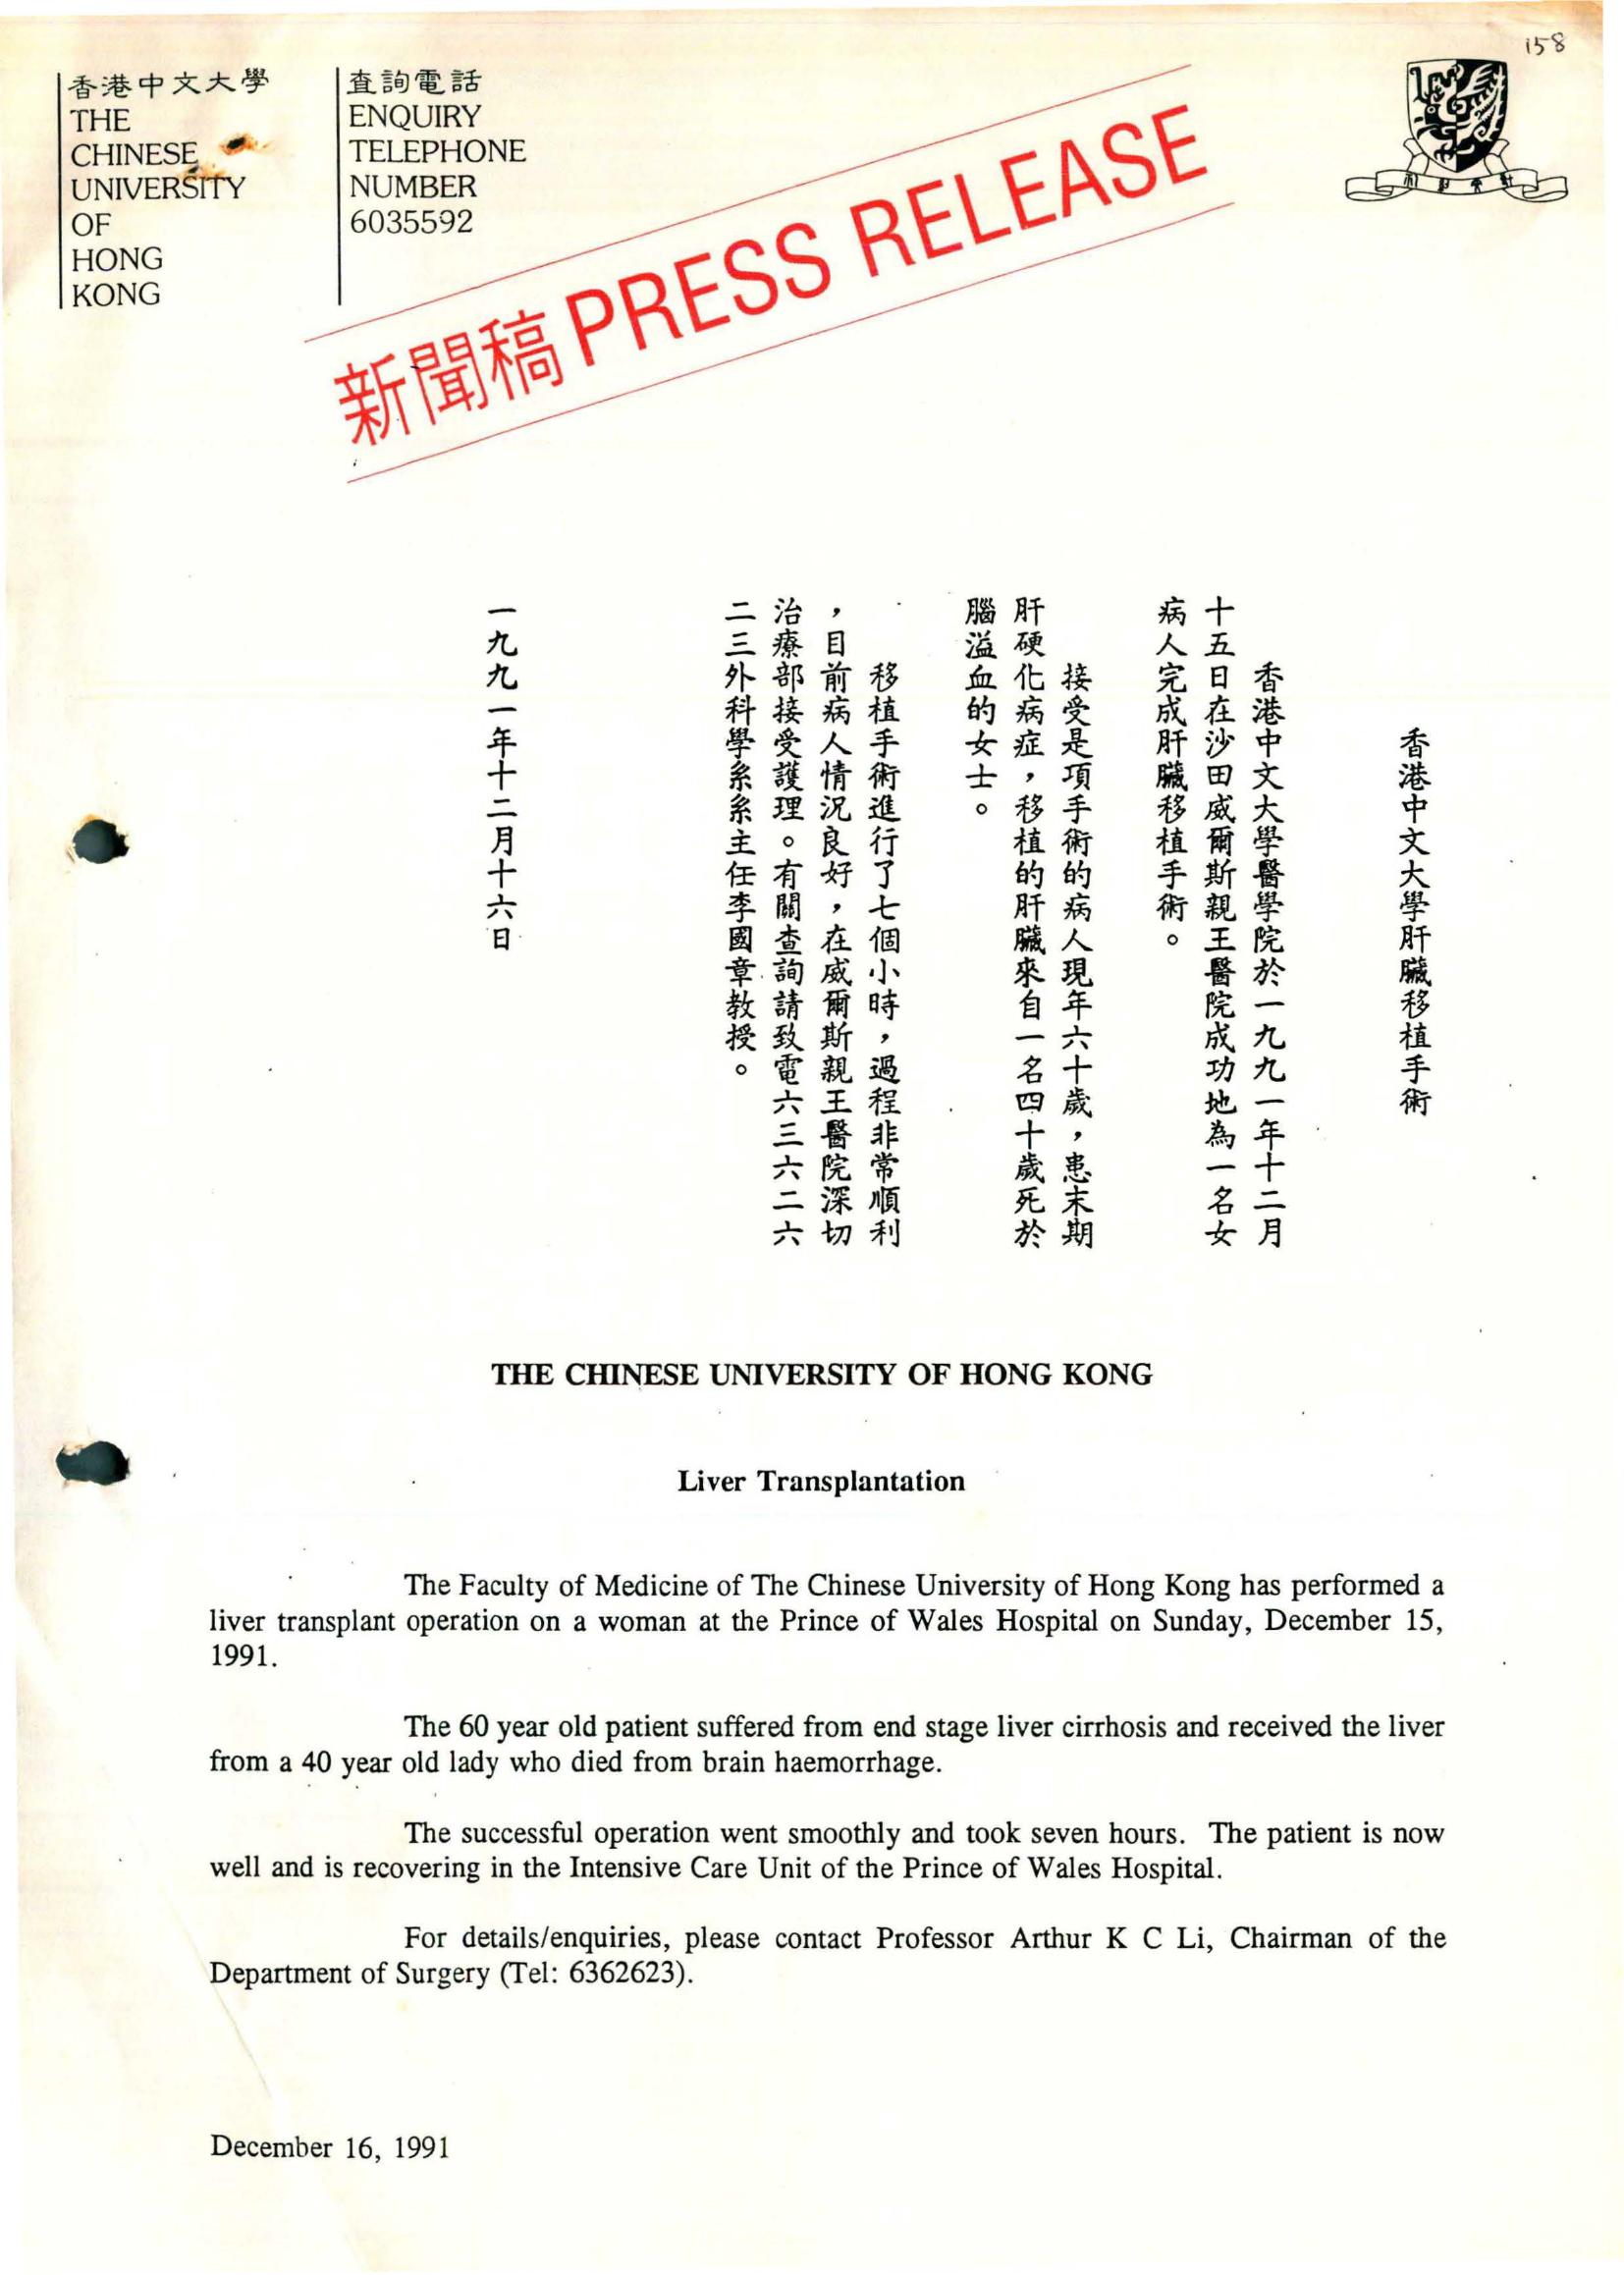 158
香港中文大學
THE
CHINESE
UNIVERSITY
OF
HONG
KONG
查詢電話
ENQUIRY
TELEPHONE
NUMBER
6035592
新聞稿 PRESS RELEASE
香港中文大學肝臟移植手術
香港中文大學醫學院於一九九一年十二月
十五日在沙田威爾斯親王醫院成功地為一名女
病人完成肝臟移植手術。
接受是項手術的病人現年六十歲，患末期
肝硬化病症，移植的肝臟來自一名四十歲死於
腦溢血的女士。
移植手術進行了七個小時，過程非常順利
，目前病人情況良好，在威爾斯親王醫院深切
治療部接受護理。有關查詢請致電六三六二六
二三外科學系系主任李國章教授。
一九九一年十二月十六日
THE CHINESE UNIVERSITY OF HONG KONG
Liver Transplantation
The Faculty of Medicine of The Chinese University of Hong Kong has performed a
liver transplant operation on a woman at the Prince of Wales Hospital on Sunday, December 15,
1991.
The 60 year old patient suffered from end stage liver cirrhosis and received the liver
from a 40 year old lady who died from brain haemorrhage.
The successful operation went smoothly and took seven hours. The patient is now
well and is recovering in the Intensive Care Unit of the Prince of Wales Hospital.
For details/enquiries, please contact Professor Arthur K C Li, Chairman of the
Department of Surgery (Tel: 6362623).
December 16, 1991